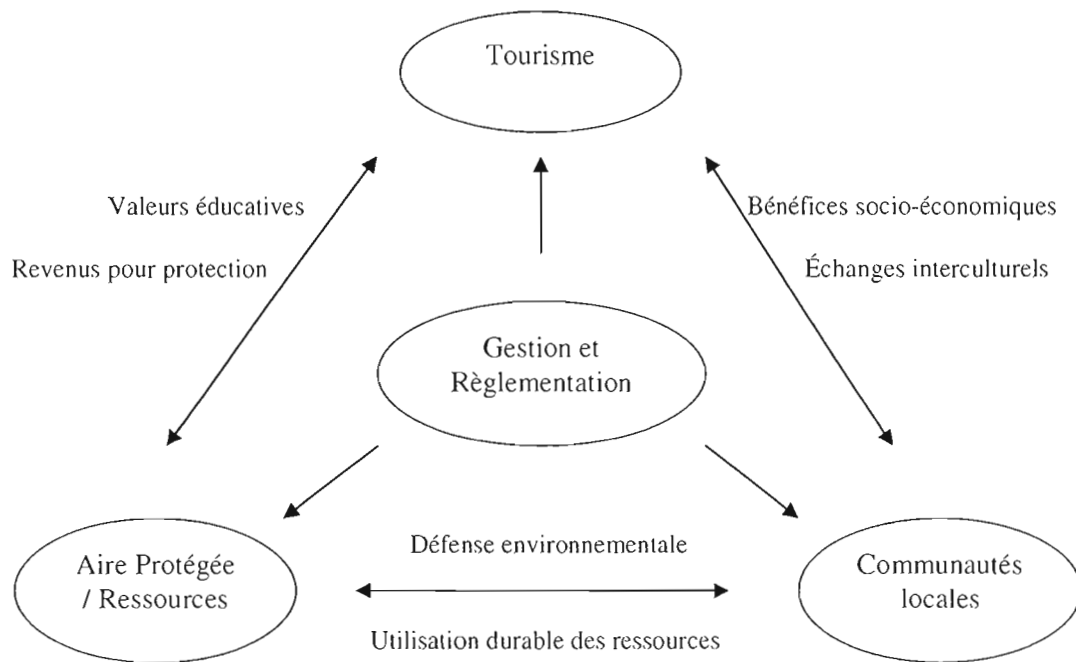 Tourisme
Valeurs éducatives
Bénéfices socio-économiques
Revenus pour protection
Échanges interculturels
Gestion et
Règlementation
Défense environnementale
Aire Protégée
/ Ressources
Communautés
locales
Utilisation durable des ressources